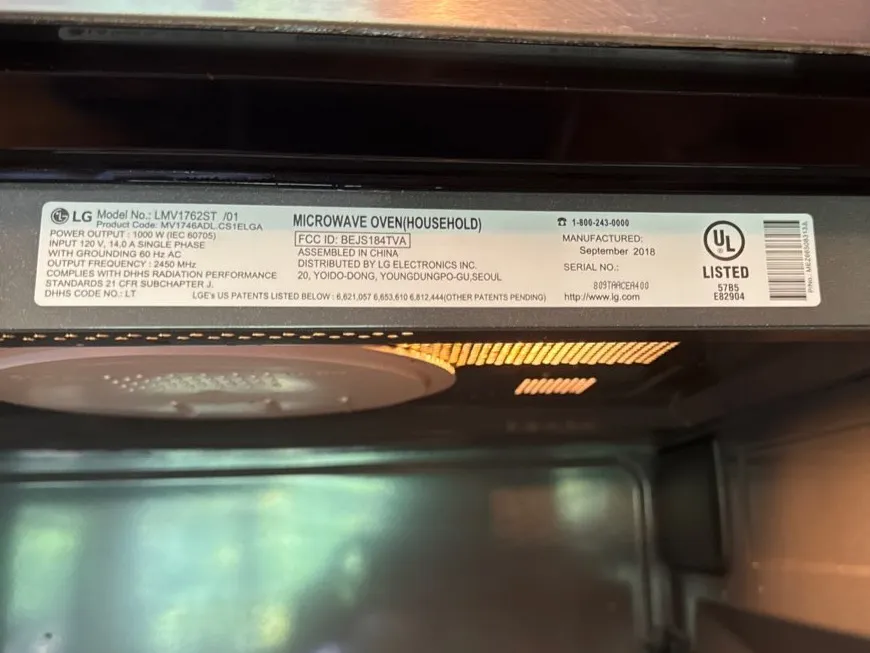 LG Model No.: LMV1762ST /01
Product Code: MV1746ADL.CS1ELGA
POWER OUTPUT : 1000 W (IEC 60705)
INPUT 120 V, 14.0 A SINGLE PHASE
WITH GROUNDING 60 Hz AC
OUTPUT FREQUENCY : 2450 MHz
COMPLIES WITH DHHS RADIATION PERFORMANCE
STANDARDS 21 CFR SUBCHAPTER J.
DHHS CODE NO.: LT
MICROWAVE OVEN(HOUSEHOLD)
FCC ID: BEJS184TVA
ASSEMBLED IN CHINA
DISTRIBUTED BY LG ELECTRONICS INC.
20, YOIDO-DONG, YOUNGDUNGPO-GU,SEOUL
LGE's US PATENTS LISTED BELOW : 6,621,057 6,653,610 6,812,444(OTHER PATENTS PENDING)
☎ 1-800-243-0000
MANUFACTURED:
September 2018
SERIAL NO.:
809TAACEA400
http://www.lg.com
UL
LISTED
57B5
E82904